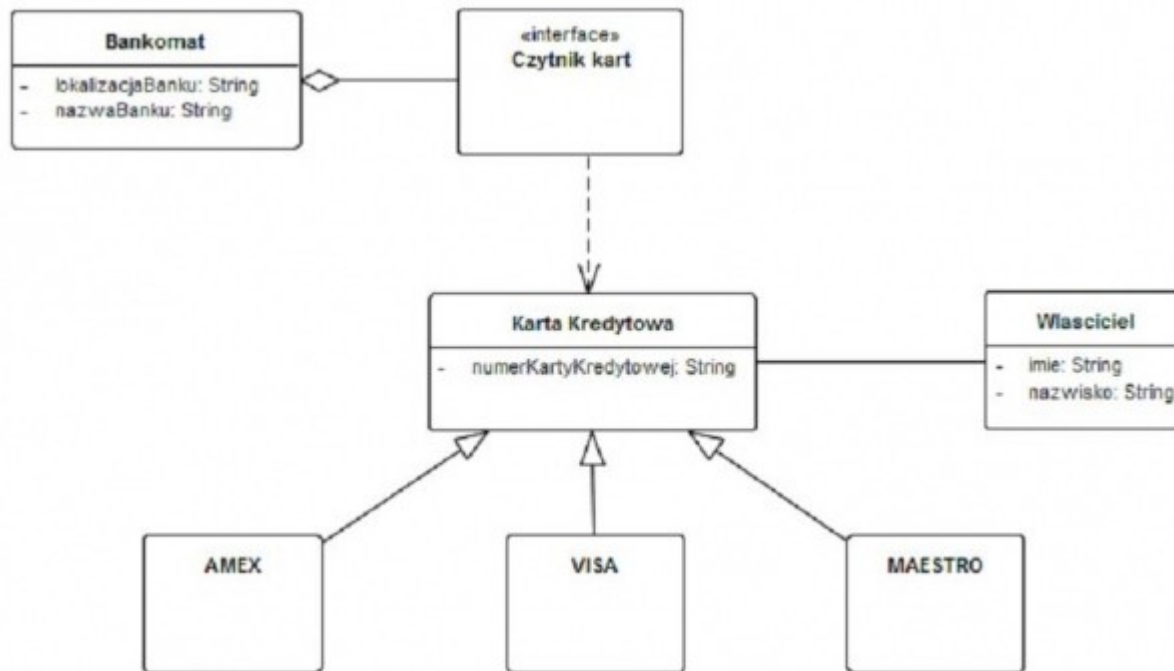 Bankomat
- lokalizacjaBanku: String
- nazwaBanku: String
«interface»
Czytnik kart
Karta Kredytowa
- numerKartyKredytowej: String
Wlasciciel
- imie: String
- nazwisko: String
AMEX
VISA
MAESTRO